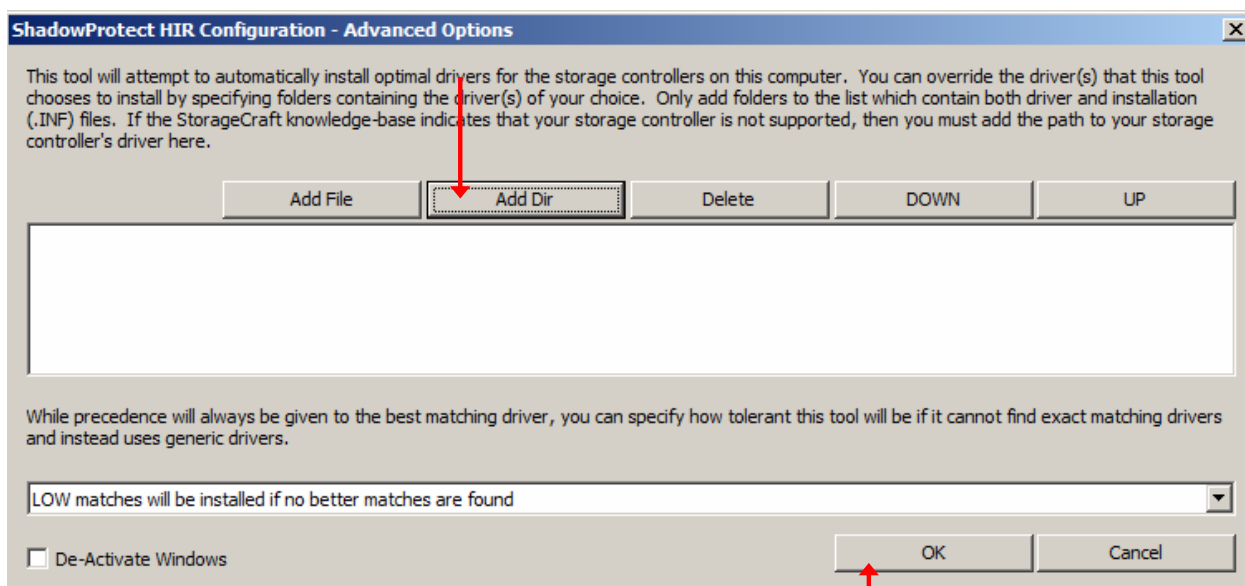 ShadowProtect HIR Configuration - Advanced Options
This tool will attempt to automatically install optimal drivers for the storage controllers on this computer. You can override the driver(s) that this tool
chooses to install by specifying folders containing the driver(s) of your choice. Only add folders to the list which contain both driver and installation
(.INF) files. If the StorageCraft knowledge-base indicates that your storage controller is not supported, then you must add the path to your storage
controller's driver here.
Add File Add Dir Delete DOWN UP
While precedence will always be given to the best matching driver, you can specify how tolerant this tool will be if it cannot find exact matching drivers
and instead uses generic drivers.
LOW matches will be installed if no better matches are found
De-Activate Windows OK Cancel